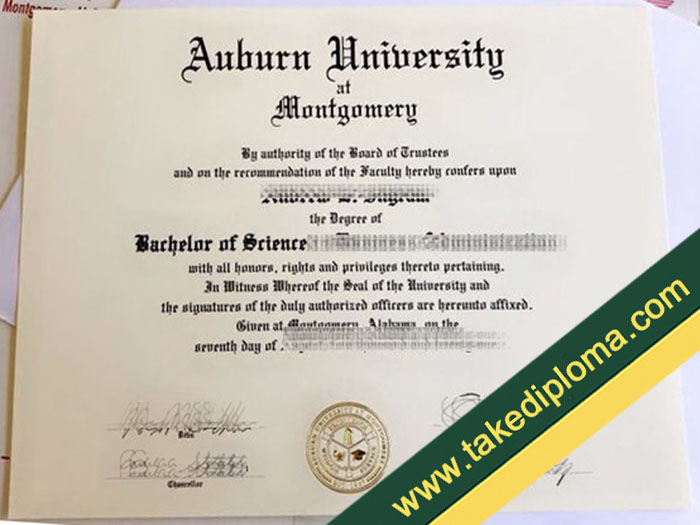 Auburn University
at
Montgomery
By authority of the Board of Trustees
and on the recommendation of the Faculty hereby confers upon
the Degree of
Bachelor of Science
with all honors, rights and privileges thereto pertaining.
In Witness Whereof the Seal of the University and
the signatures of the duly authorized officers are hereunto affixed.
Given at Montgomery, Alabama, on the
seventh day of
Dean
Chancellor
www.takediploma.com